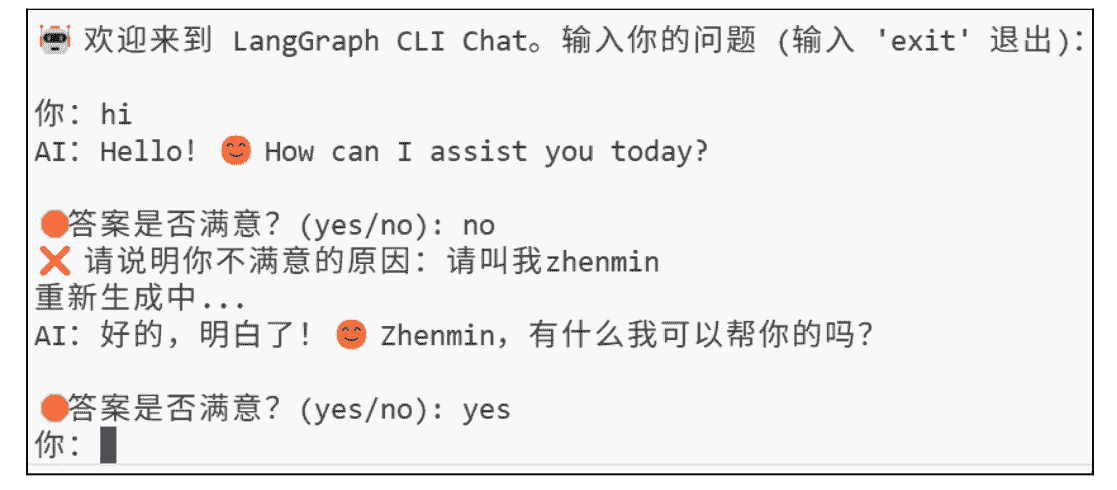 🤖 欢迎来到 LangGraph CLI Chat。输入你的问题 (输入 'exit' 退出):
你: hi
AI: Hello! 😊 How can I assist you today?
🛑答案是否满意? (yes/no): no
❌ 请说明你不满意的原因: 请叫我zhenmin
重新生成中...
AI: 好的，明白了! 😊 Zhenmin，有什么我可以帮你的吗?
🛑答案是否满意? (yes/no): yes
你: